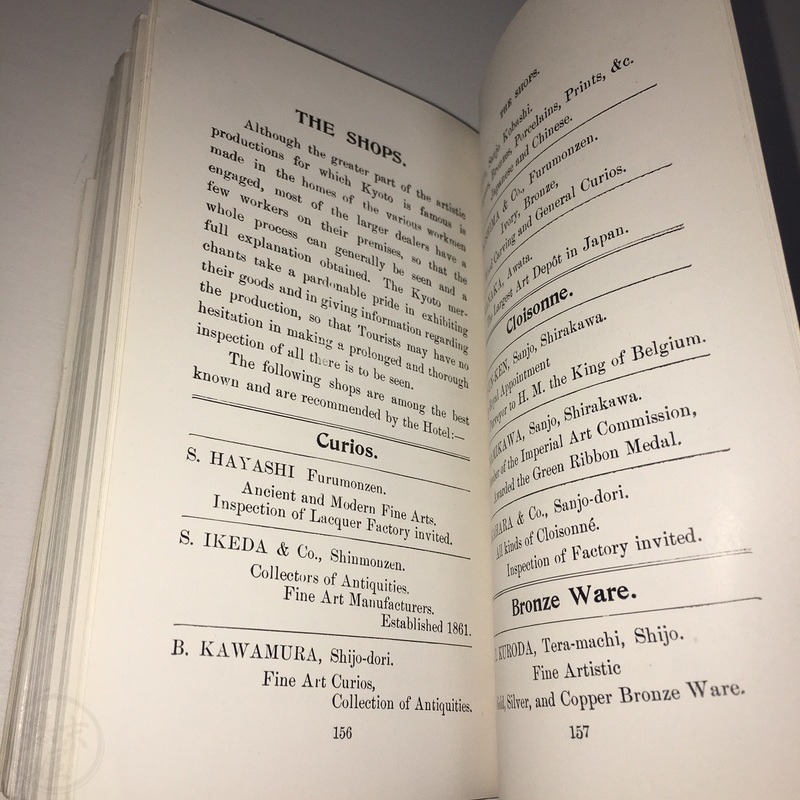 THE SHOPS.
Although the greater part of the artistic
productions for which Kyoto is famous is
made in the homes of the various workmen
engaged, most of the larger dealers have a
few workers on their premises, so that the
whole process can generally be seen and a
full explanation obtained. The Kyoto mer-
chants take a pardonable pride in exhibiting
their goods and in giving information regarding
the production, so that Tourists may have no
hesitation in making a prolonged and thorough
inspection of all there is to be seen.
The following shops are among the best
known and are recommended by the Hotel:—
Curios.
S. HAYASHI Furumonzen.
Ancient and Modern Fine Arts.
Inspection of Lacquer Factory invited.
S. IKEDA & Co., Shinmonzen.
Collectors of Antiquities.
Fine Art Manufacturers.
Established 1861.
B. KAWAMURA, Shijo-dori.
Fine Art Curios,
Collection of Antiquities.
156
THE SHOPS.
Sanjo Kobashi.
Bronzes, Porcelains, Prints, &c.
Japanese and Chinese.
& Co., Furumonzen.
Ivory, Bronze,
Carving and General Curios.
Awata.
The Largest Art Depôt in Japan.
Cloisonne.
Sanjo, Shirakawa.
Appointment
to H. M. the King of Belgium.
Sanjo, Shirakawa.
of the Imperial Art Commission,
Awarded the Green Ribbon Medal.
& Co., Sanjo-dori.
All kinds of Cloisonné.
Inspection of Factory invited.
Bronze Ware.
KURODA, Tera-machi, Shijo.
Fine Artistic
Gold, Silver, and Copper Bronze Ware.
157